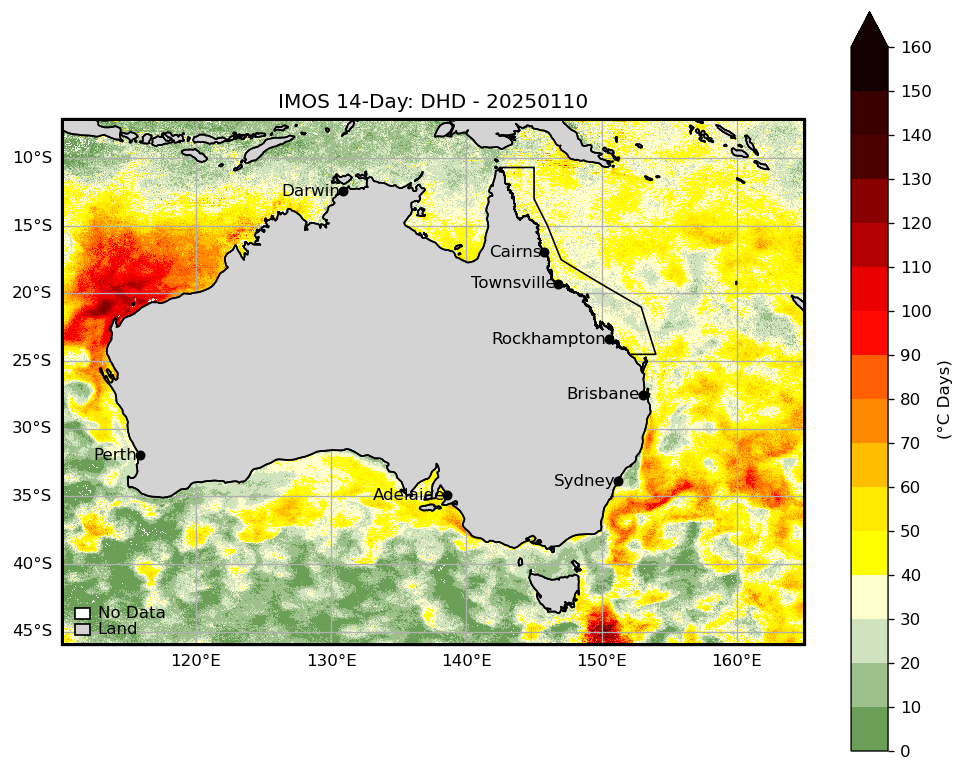 IMOS 14-Day: DHD - 20250110
160
150
140
130
120
110
100
90
80
70
60
50
40
30
20
10
0
(°C Days)
10°S
15°S
20°S
25°S
30°S
35°S
40°S
45°S
Darwin
Cairns
Townsville
Rockhampton
Brisbane
Perth
Sydney
Adelaide
No Data
Land
120°E
130°E
140°E
150°E
160°E